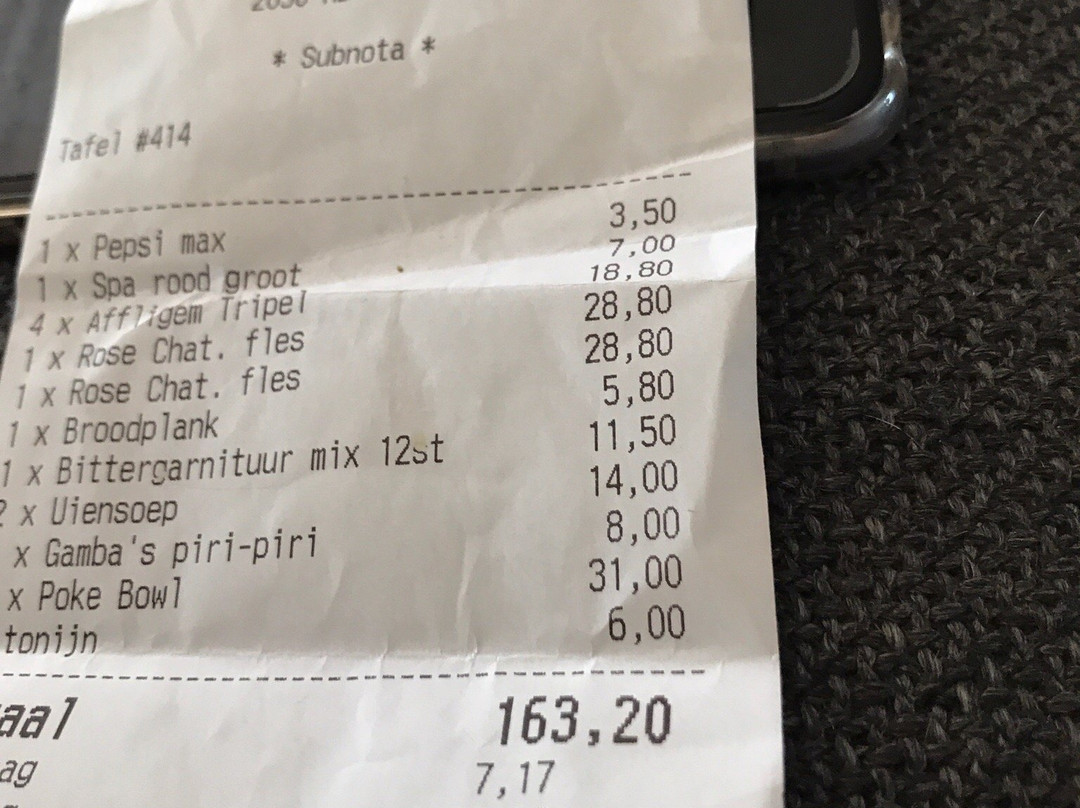 * Subnota *
Tafel #414
1 x Pepsi max 3,50
1 x Spa rood groot 7,00
4 x Affligem Tripel 18,80
1 x Rose Chat. fles 28,80
1 x Rose Chat. fles 28,80
1 x Broodplank 5,80
1 x Bittergarnituur mix 12st 11,50
2 x Uiensoep 14,00
x Gamba's piri-piri 8,00
x Poke Bowl 31,00
tonijn 6,00
aal 163,20
ag 7,17